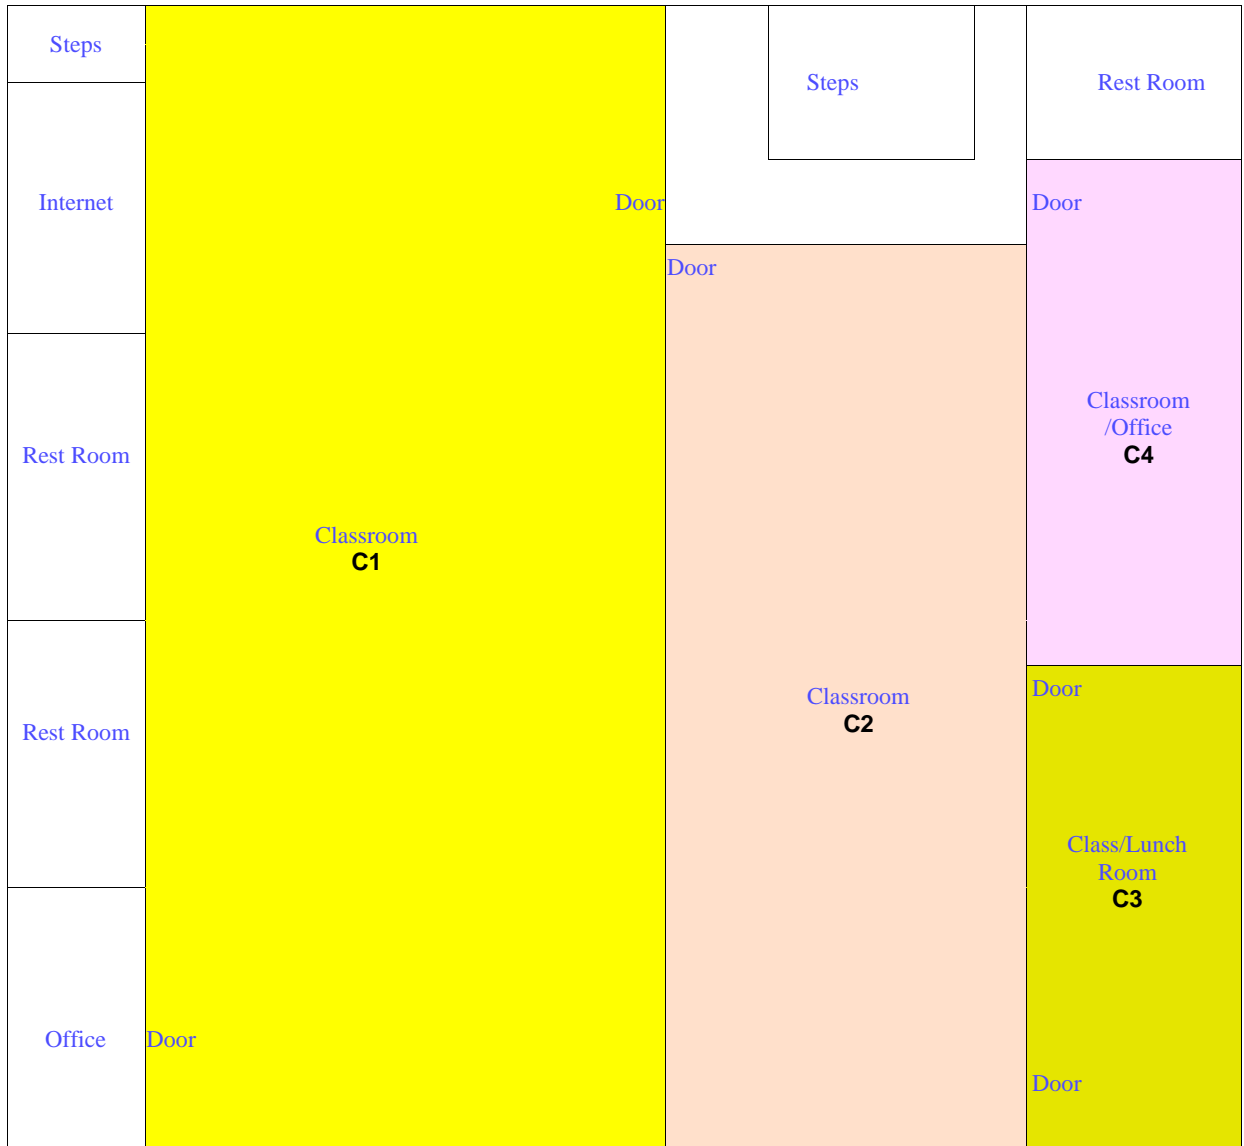 Steps
Steps
Rest Room
Internet
Door
Door
Door
Classroom
/Office
C4
Rest Room
Classroom
C1
Door
Classroom
C2
Rest Room
Class/Lunch
Room
C3
Office
Door
Door